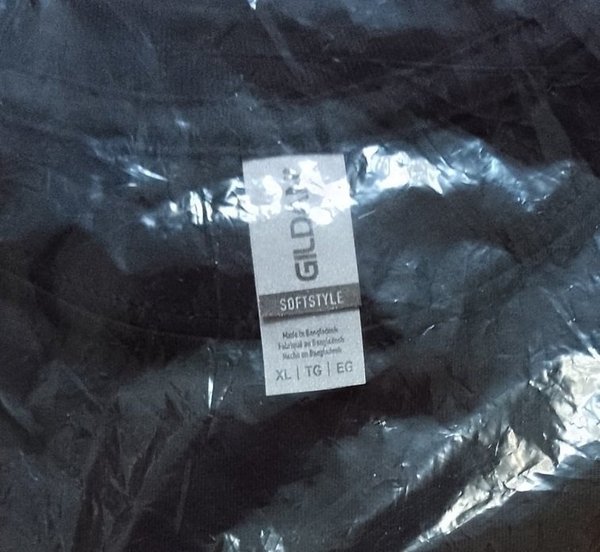 GILDAN
SOFTSTYLE
Made in Bangladesh
Fabriqué au Bangladesh
Hecho en Bangladesh
XL | TG | EG